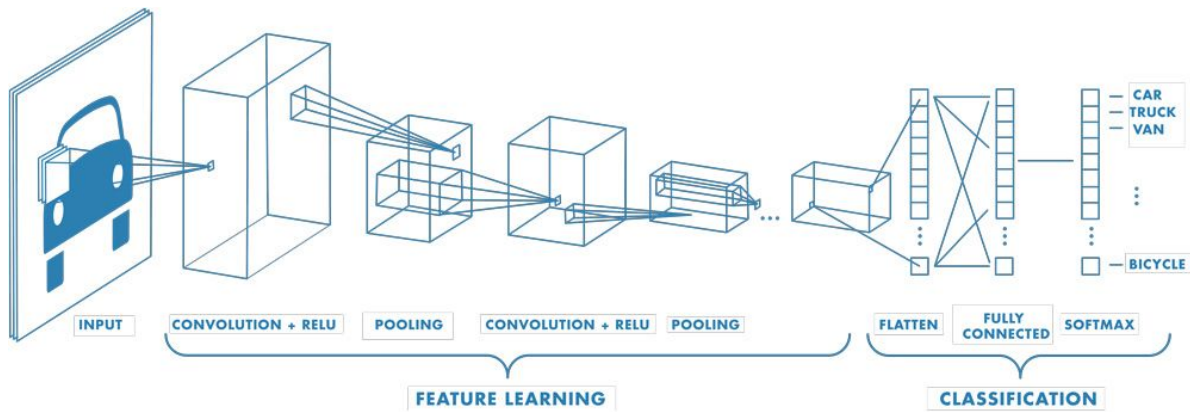 CAR
TRUCK
VAN
BICYCLE
INPUT
CONVOLUTION + RELU
POOLING
CONVOLUTION + RELU
POOLING
FLATTEN
FULLY
CONNECTED
SOFTMAX
FEATURE LEARNING
CLASSIFICATION